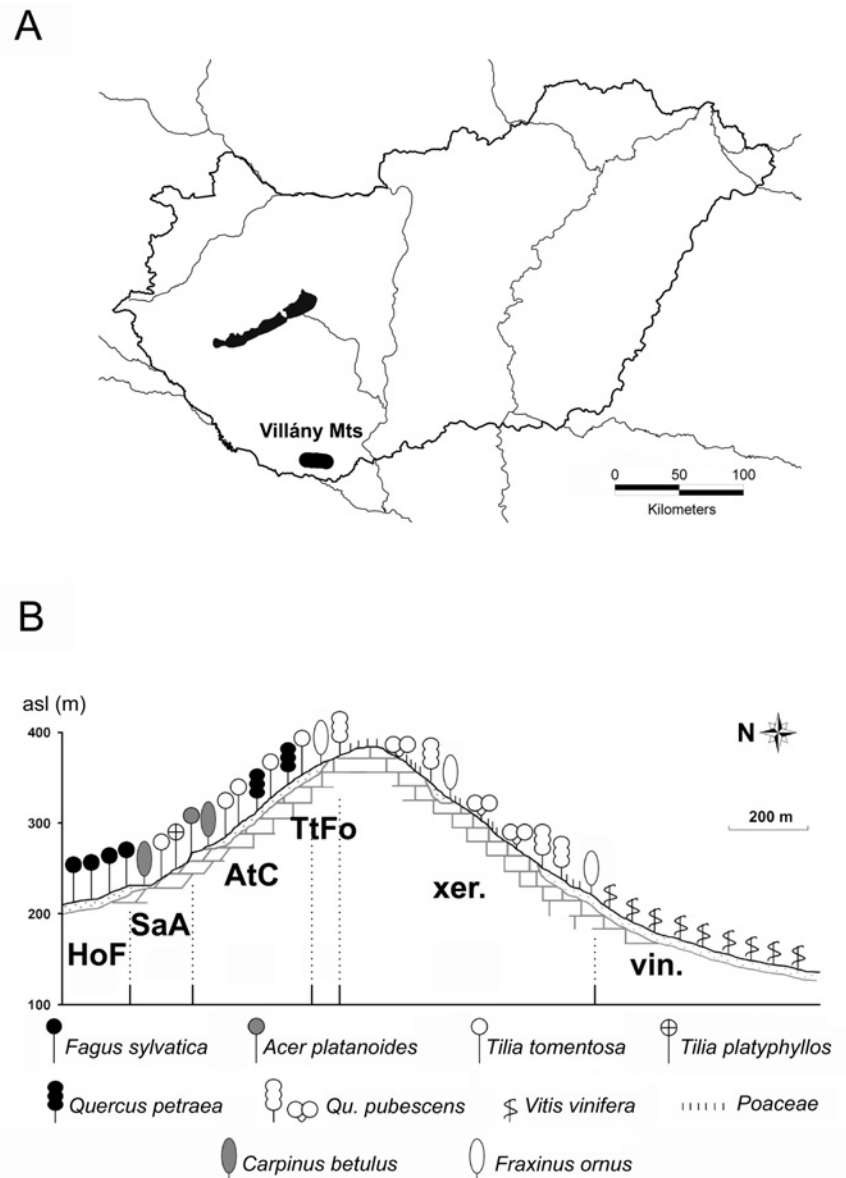 A
Villány Mts
0 50 100
Kilometers
B
asl (m)
400
300
200
100
N
200 m
HoF
SaA
AtC
TtFo
xer.
vin.
Fagus sylvatica
Acer platanoides
Tilia tomentosa
Tilia platyphyllos
Quercus petraea
Qu. pubescens
Vitis vinifera
Poaceae
Carpinus betulus
Fraxinus ornus